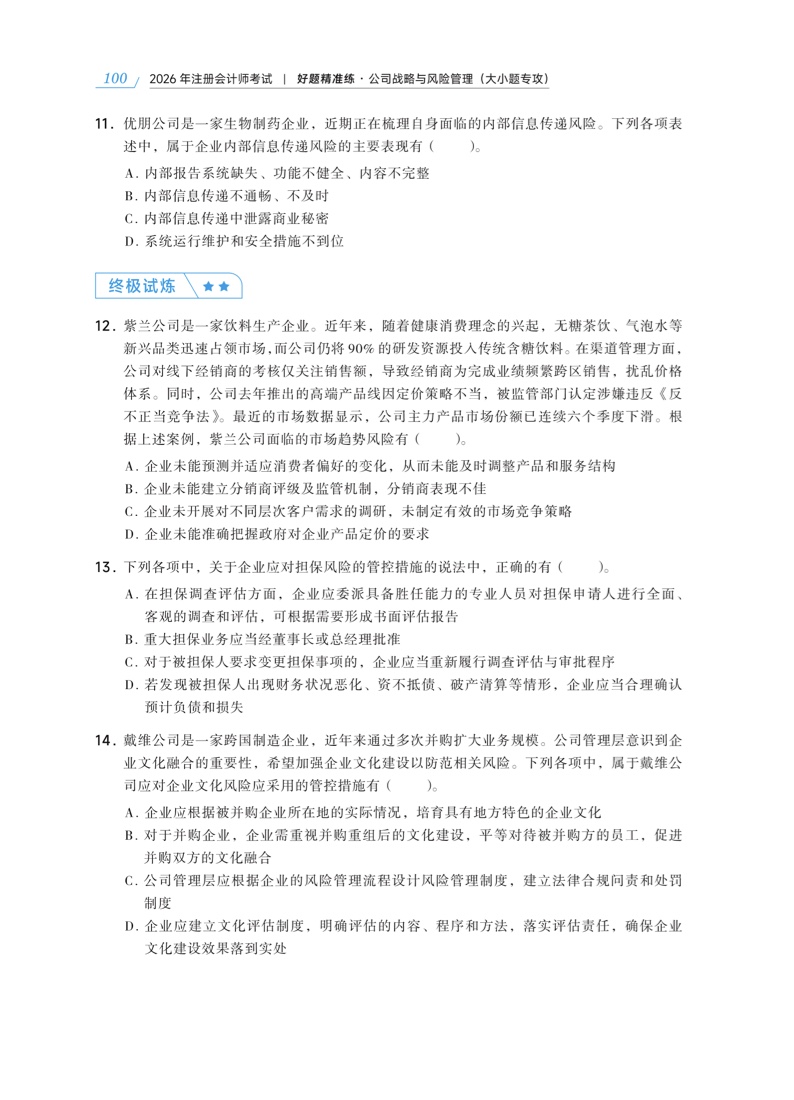 100 2026 年注册会计师考试 | 好题精准练·公司战略与风险管理（大小题专攻）
11. 优朋公司是一家生物制药企业，近期正在梳理自身面临的内部信息传递风险。下列各项表
述中，属于企业内部信息传递风险的主要表现有（　　）。
A. 内部报告系统缺失、功能不健全、内容不完整
B. 内部信息传递不通畅、不及时
C. 内部信息传递中泄露商业秘密
D. 系统运行维护和安全措施不到位
终极试炼 ★★
12. 紫兰公司是一家饮料生产企业。近年来，随着健康消费理念的兴起，无糖茶饮、气泡水等
新兴品类迅速占领市场，而公司仍将 90% 的研发资源投入传统含糖饮料。在渠道管理方面，
公司对线下经销商的考核仅关注销售额，导致经销商为完成业绩频繁跨区销售，扰乱价格
体系。同时，公司去年推出的高端产品线因定价策略不当，被监管部门认定涉嫌违反《反
不正当竞争法》。最近的市场数据显示，公司主力产品市场份额已连续六个季度下滑。根
据上述案例，紫兰公司面临的市场趋势风险有（　　）。
A. 企业未能预测并适应消费者偏好的变化，从而未能及时调整产品和服务结构
B. 企业未能建立分销商评级及监管机制，分销商表现不佳
C. 企业未开展对不同层次客户需求的调研，未制定有效的市场竞争策略
D. 企业未能准确把握政府对企业产品定价的要求
13. 下列各项中，关于企业应对担保风险的管控措施的说法中，正确的有（　　）。
A. 在担保调查评估方面，企业应委派具备胜任能力的专业人员对担保申请人进行全面、
客观的调查和评估，可根据需要形成书面评估报告
B. 重大担保业务应当经董事长或总经理批准
C. 对于被担保人要求变更担保事项的，企业应当重新履行调查评估与审批程序
D. 若发现被担保人出现财务状况恶化、资不抵债、破产清算等情形，企业应当合理确认
预计负债和损失
14. 戴维公司是一家跨国制造企业，近年来通过多次并购扩大业务规模。公司管理层意识到企
业文化融合的重要性，希望加强企业文化建设以防范相关风险。下列各项中，属于戴维公
司应对企业文化风险应采用的管控措施有（　　）。
A. 企业应根据被并购企业所在地的实际情况，培育具有地方特色的企业文化
B. 对于并购企业，企业需重视并购重组后的文化建设，平等对待被并购方的员工，促进
并购双方的文化融合
C. 公司管理层应根据企业的风险管理流程设计风险管理制度，建立法律合规问责和处罚
制度
D. 企业应建立文化评估制度，明确评估的内容、程序和方法，落实评估责任，确保企业
文化建设效果落到实处